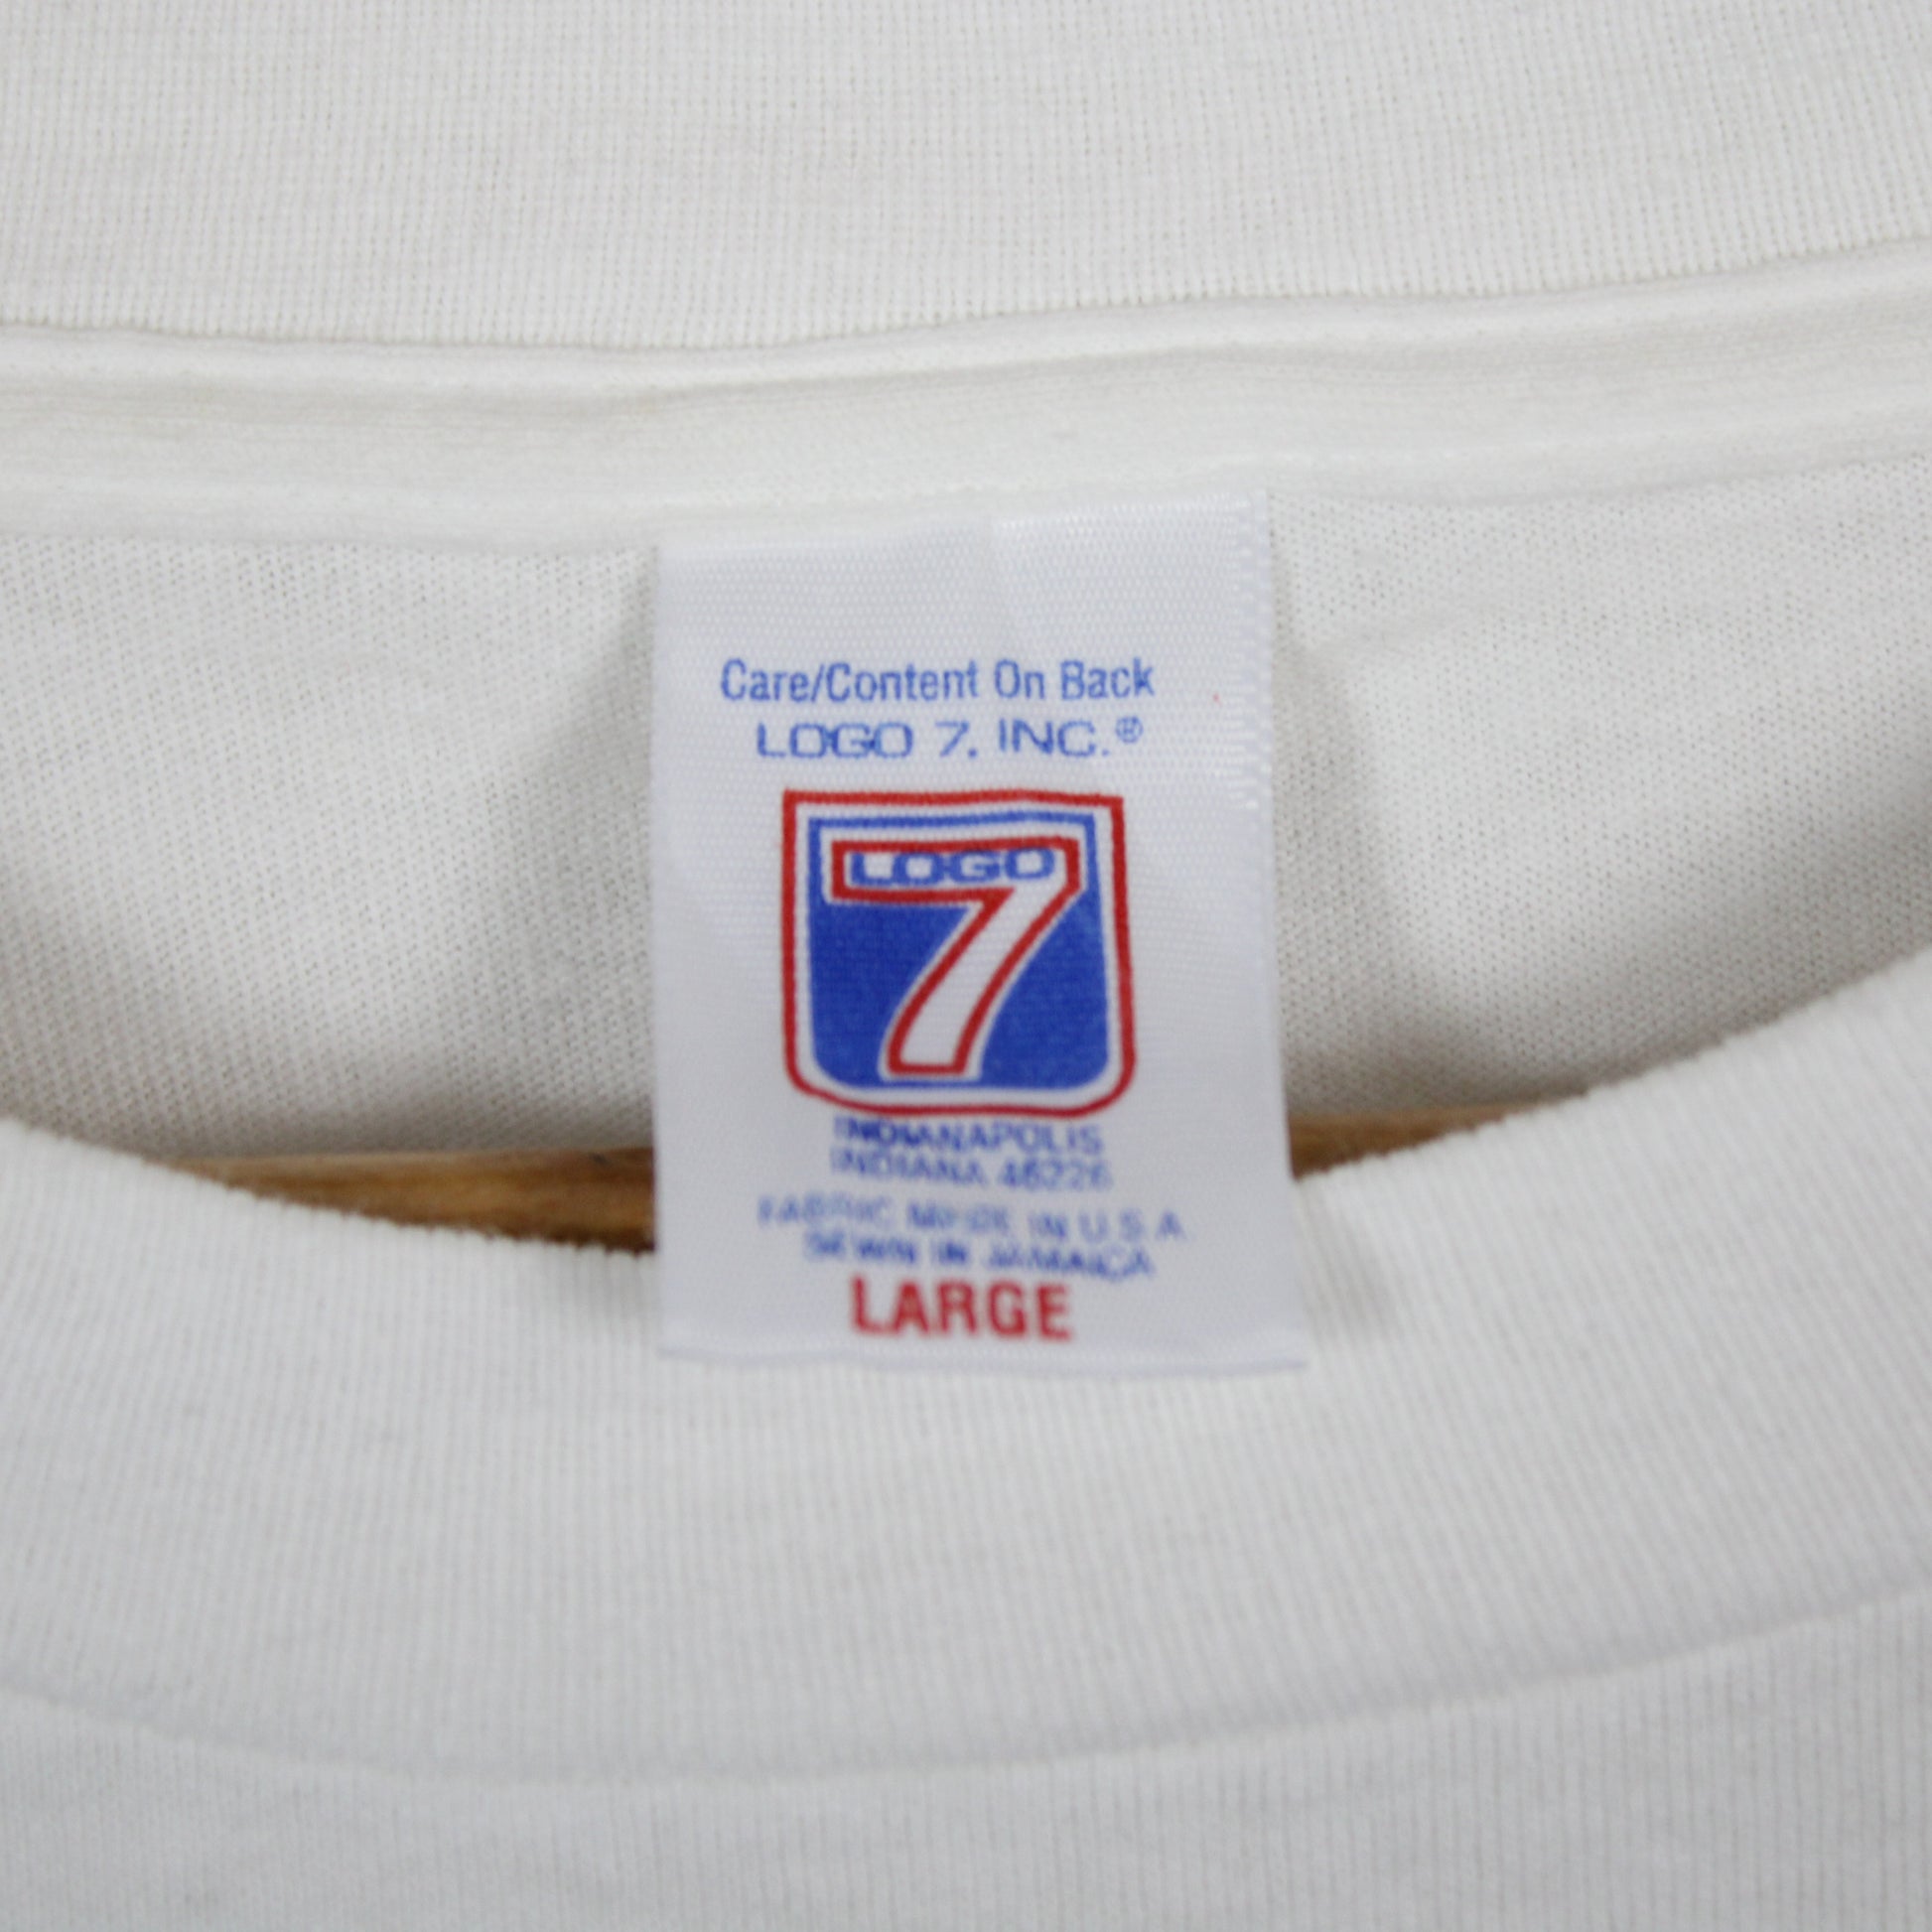 Care/Content On Back
LOGO 7, INC.®
LOGO
7
INDIANAPOLIS
INDIANA 46226
FABRIC MADE IN U.S.A.
SEWN IN JAMAICA
LARGE